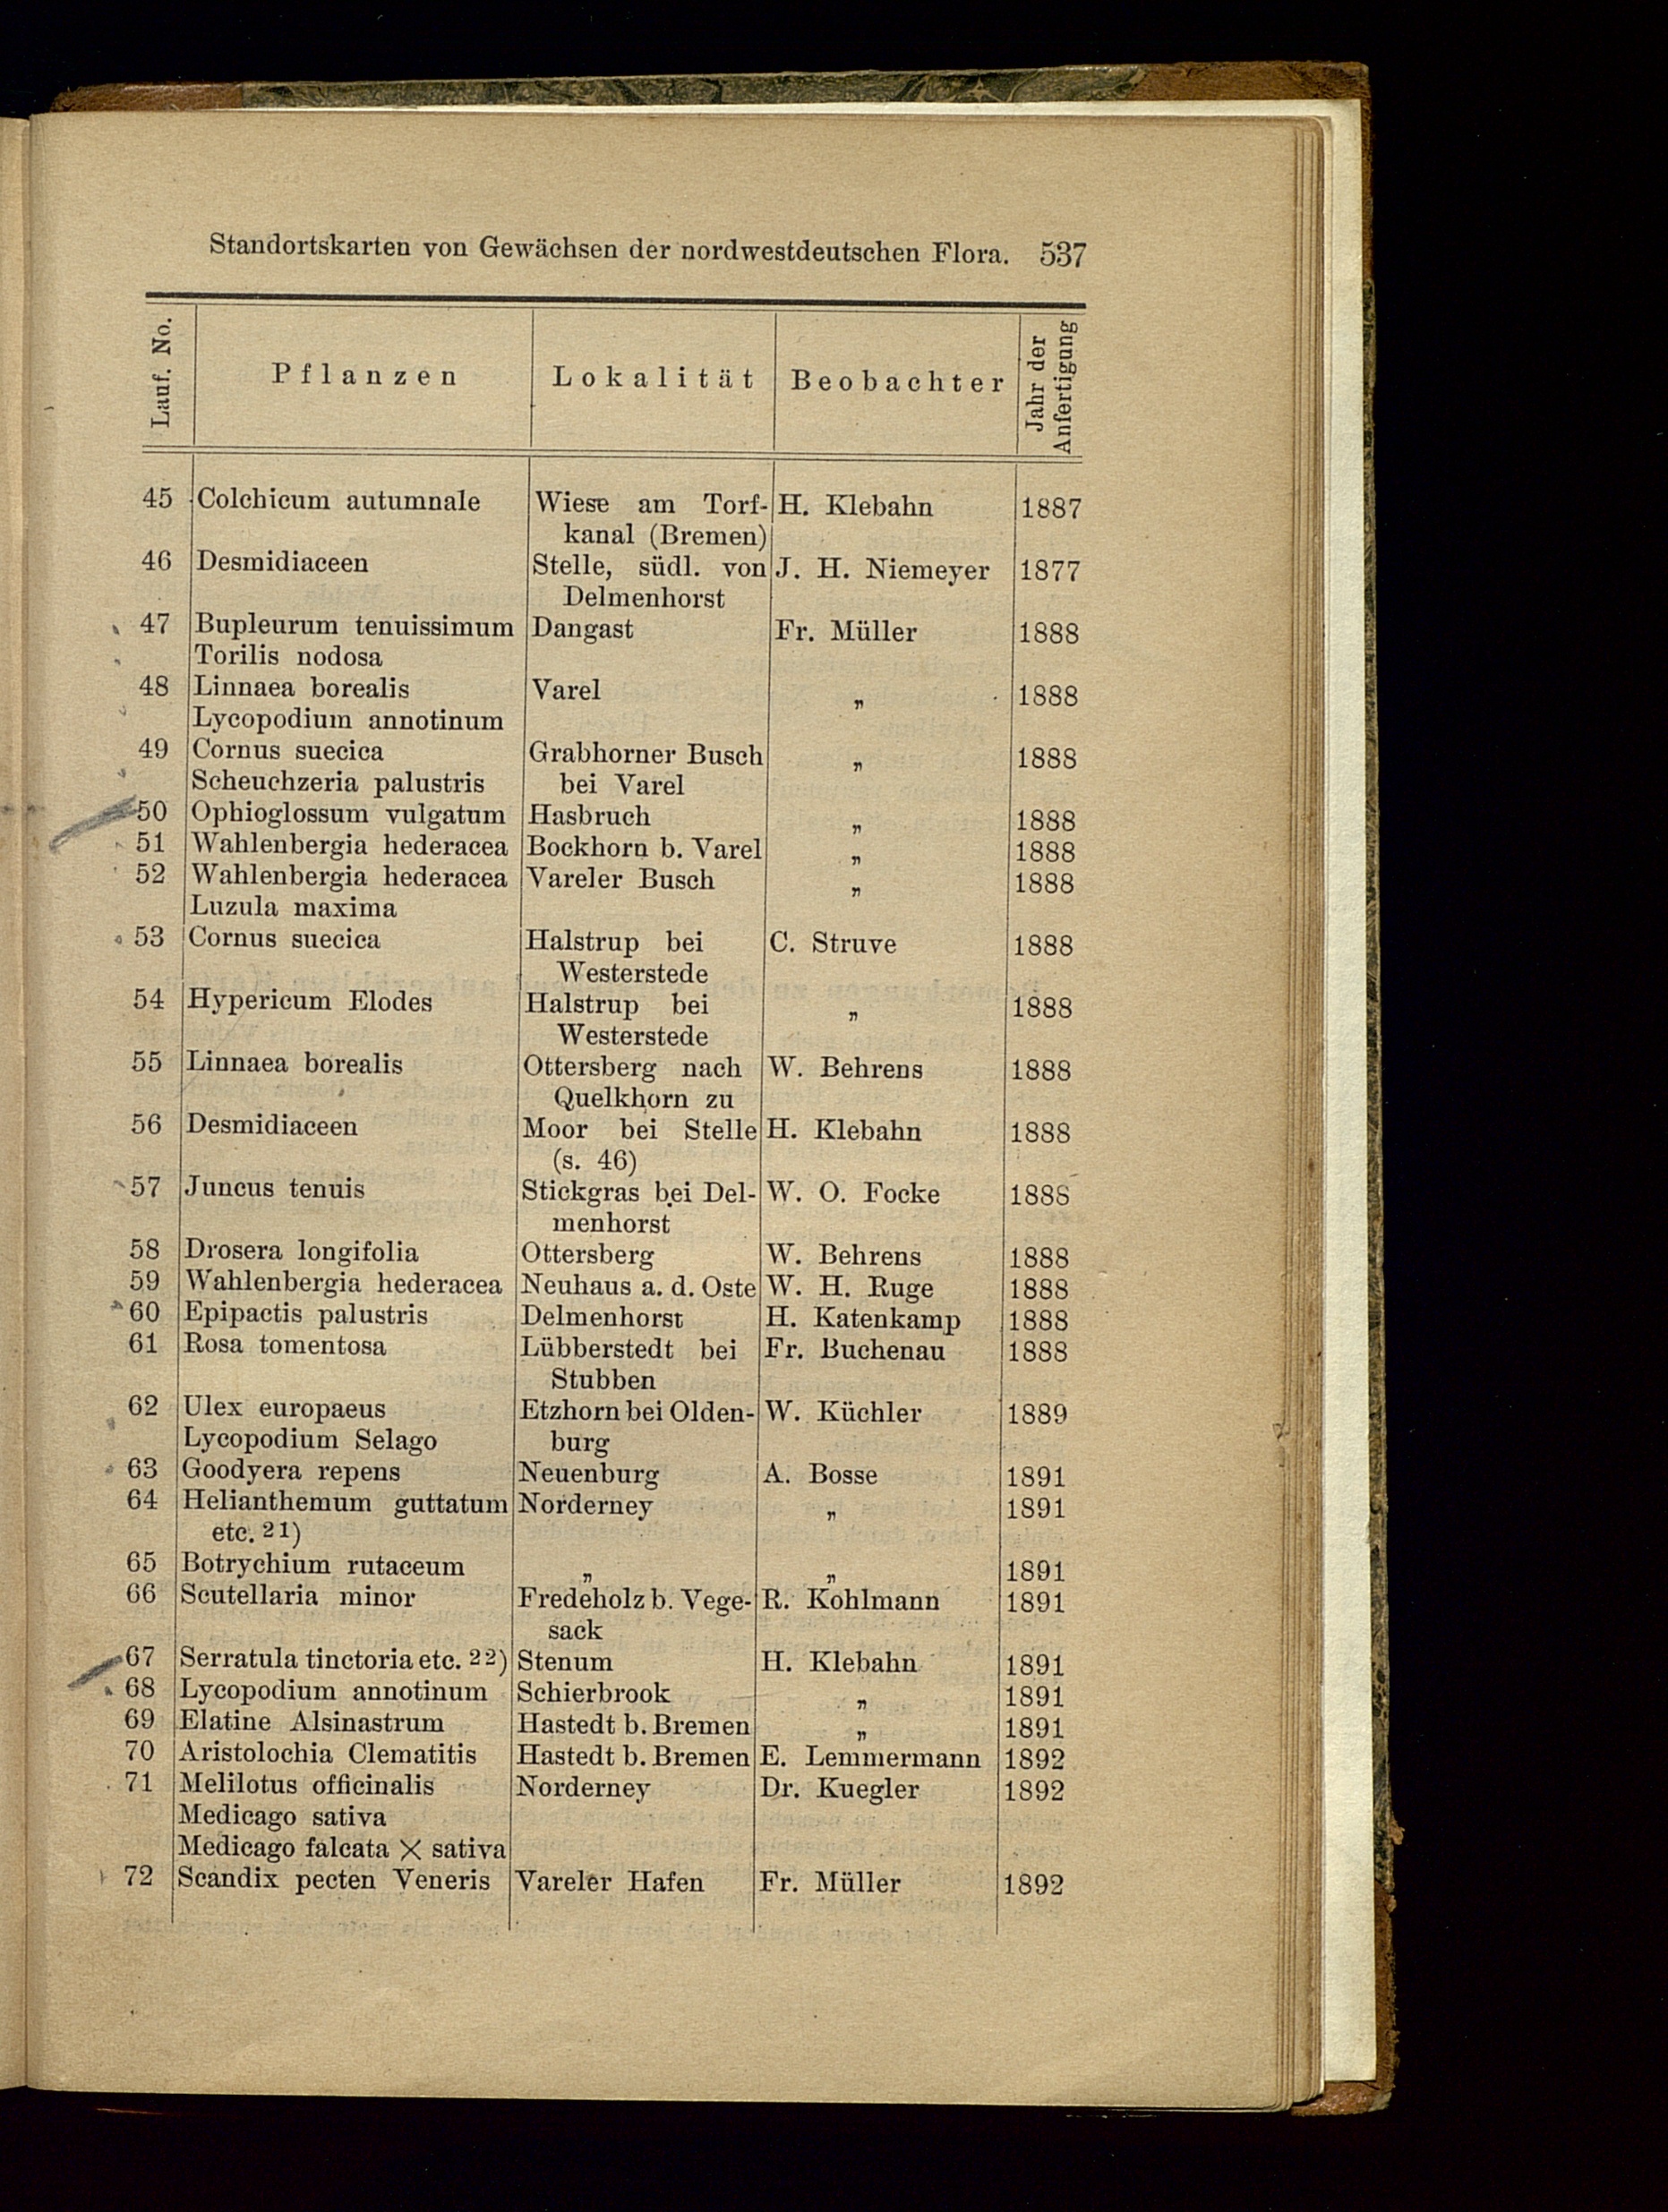 Standortskarten von Gewächsen der nordwestdeutschen Flora. 537
Lauf. No. Pflanzen Lokalität Beobachter Jahr der Anfertigung
45 Colchicum autumnale Wiese am Torf- H. Klebahn 1887
kanal (Bremen)
46 Desmidiaceen Stelle, südl. von J. H. Niemeyer 1877
Delmenhorst
47 Bupleurum tenuissimum Dangast Fr. Müller 1888
Torilis nodosa
48 Linnaea borealis Varel „ 1888
Lycopodium annotinum
49 Cornus suecica Grabhorner Busch „ 1888
Scheuchzeria palustris bei Varel
50 Ophioglossum vulgatum Hasbruch „ 1888
51 Wahlenbergia hederacea Bockhorn b. Varel „ 1888
52 Wahlenbergia hederacea Vareler Busch „ 1888
Luzula maxima
53 Cornus suecica Halstrup bei C. Struve 1888
Westerstede
54 Hypericum Elodes Halstrup bei „ 1888
Westerstede
55 Linnaea borealis Ottersberg nach W. Behrens 1888
Quelkhorn zu
56 Desmidiaceen Moor bei Stelle H. Klebahn 1888
(s. 46)
57 Juncus tenuis Stickgras bei Del- W. O. Focke 1888
menhorst
58 Drosera longifolia Ottersberg W. Behrens 1888
59 Wahlenbergia hederacea Neuhaus a. d. Oste W. H. Ruge 1888
60 Epipactis palustris Delmenhorst H. Katenkamp 1888
61 Rosa tomentosa Lübberstedt bei Fr. Buchenau 1888
Stubben
62 Ulex europaeus Etzhorn bei Olden- W. Küchler 1889
Lycopodium Selago burg
63 Goodyera repens Neuenburg A. Bosse 1891
64 Helianthemum guttatum Norderney „ 1891
etc. 21)
65 Botrychium rutaceum „ „ 1891
66 Scutellaria minor Fredeholz b. Vege- R. Kohlmann 1891
sack
67 Serratula tinctoria etc. 22) Stenum H. Klebahn 1891
68 Lycopodium annotinum Schierbrook „ 1891
69 Elatine Alsinastrum Hastedt b. Bremen „ 1891
70 Aristolochia Clematitis Hastedt b. Bremen E. Lemmermann 1892
71 Melilotus officinalis Norderney Dr. Kuegler 1892
Medicago sativa
Medicago falcata × sativa
72 Scandix pecten Veneris Vareler Hafen Fr. Müller 1892